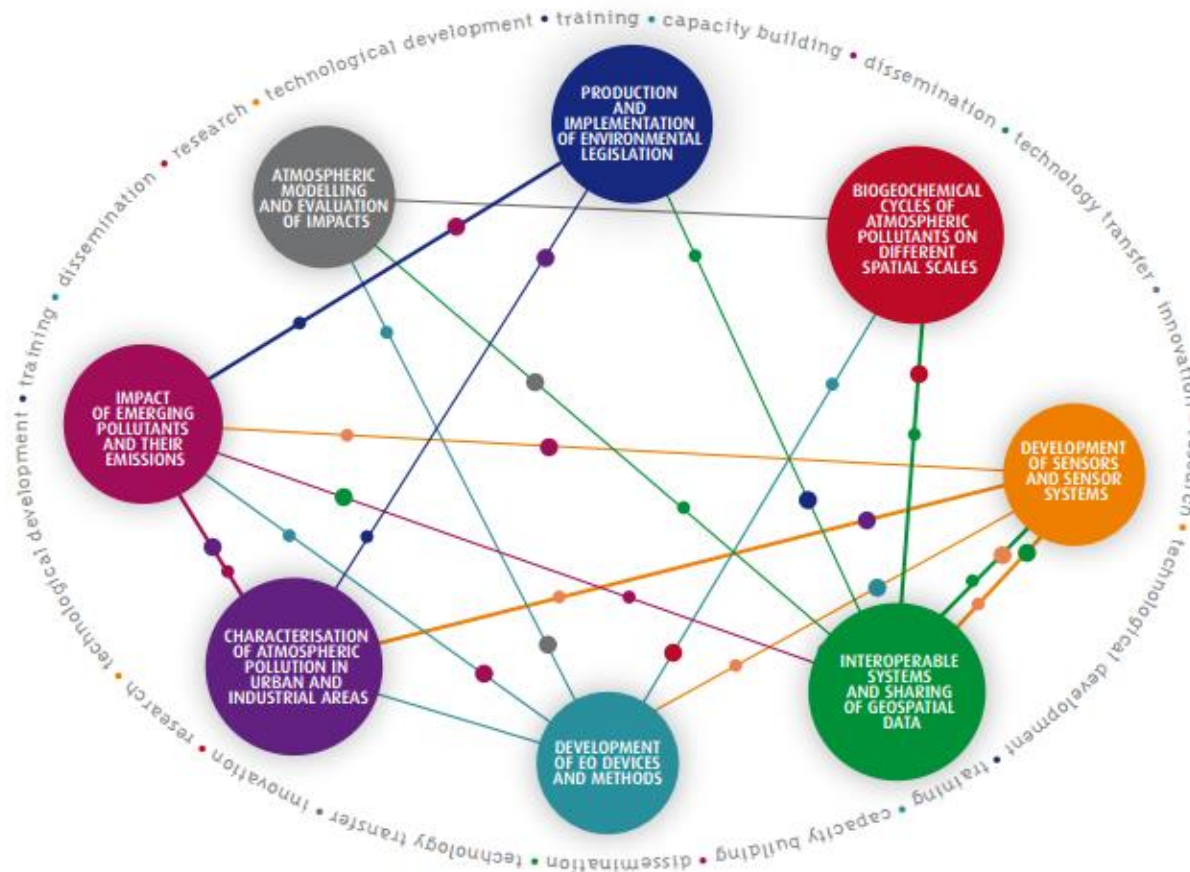 technological development • training • dissemination • research • technological development • training • capacity building • dissemination • technology transfer • innovation • research • technological development • training • capacity building • dissemination • technology transfer • innovation • research •
PRODUCTION
AND
IMPLEMENTATION
OF ENVIRONMENTAL
LEGISLATION
ATMOSPHERIC
MODELLING
AND EVALUATION
OF IMPACTS
BIOGEOCHEMICAL
CYCLES OF
ATMOSPHERIC
POLLUTANTS ON
DIFFERENT
SPATIAL SCALES
IMPACT
OF EMERGING
POLLUTANTS
AND THEIR
EMISSIONS
DEVELOPMENT
OF SENSORS
AND SENSOR
SYSTEMS
CHARACTERISATION
OF ATMOSPHERIC
POLLUTION IN
URBAN AND
INDUSTRIAL AREAS
INTEROPERABLE
SYSTEMS
AND SHARING
OF GEOSPATIAL
DATA
DEVELOPMENT
OF EO DEVICES
AND METHODS